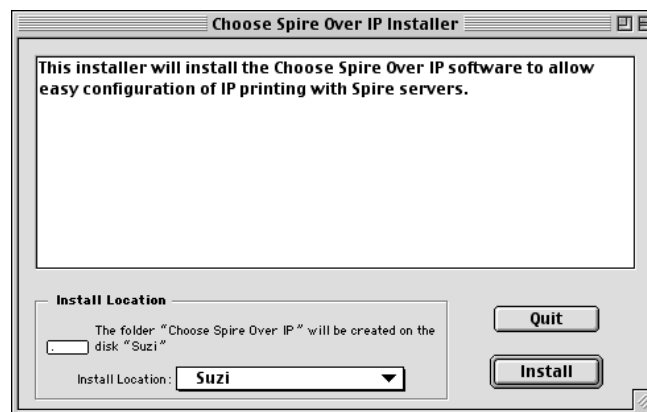 Choose Spire Over IP Installer
This installer will install the Choose Spire Over IP software to allow
easy configuration of IP printing with Spire servers.
Install Location
The folder "Choose Spire Over IP" will be created on the
disk "Suzi"
Install Location: Suzi
Quit
Install